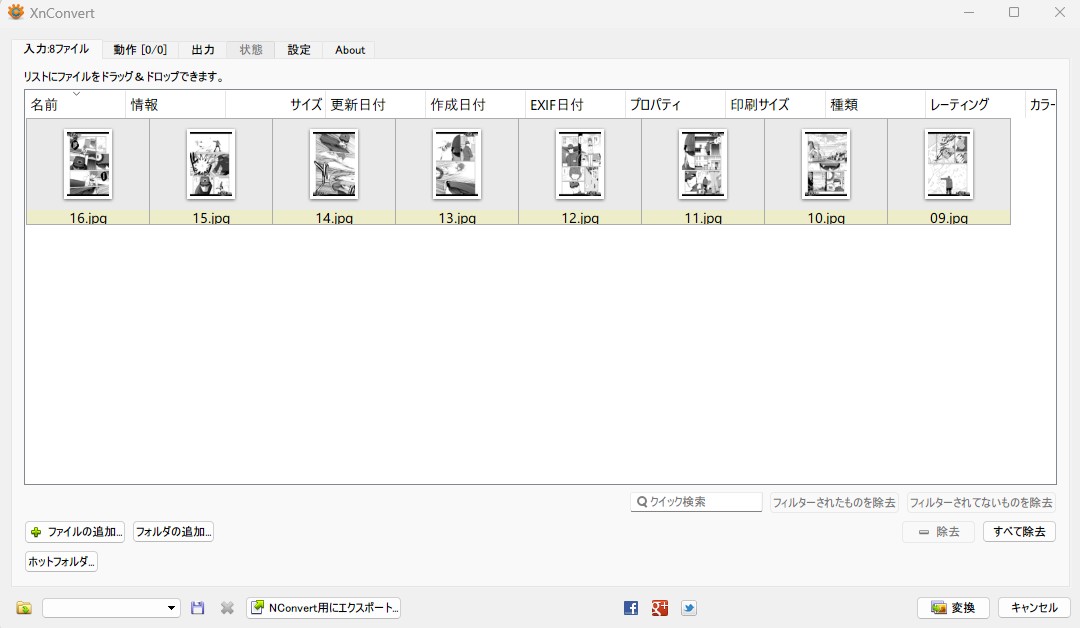 XnConvert
入力:8ファイル 動作 [0/0] 出力 状態 設定 About
リストにファイルをドラッグ＆ドロップできます。
名前 情報 サイズ 更新日付 作成日付 EXIF日付 プロパティ 印刷サイズ 種類 レーティング カラー
16.jpg 15.jpg 14.jpg 13.jpg 12.jpg 11.jpg 10.jpg 09.jpg
クイック検索 フィルターされたものを除去 フィルターされてないものを除去
ファイルの追加... フォルダの追加... 除去 すべて除去
ホットフォルダ...
NConvert用にエクスポート... 変換 キャンセル